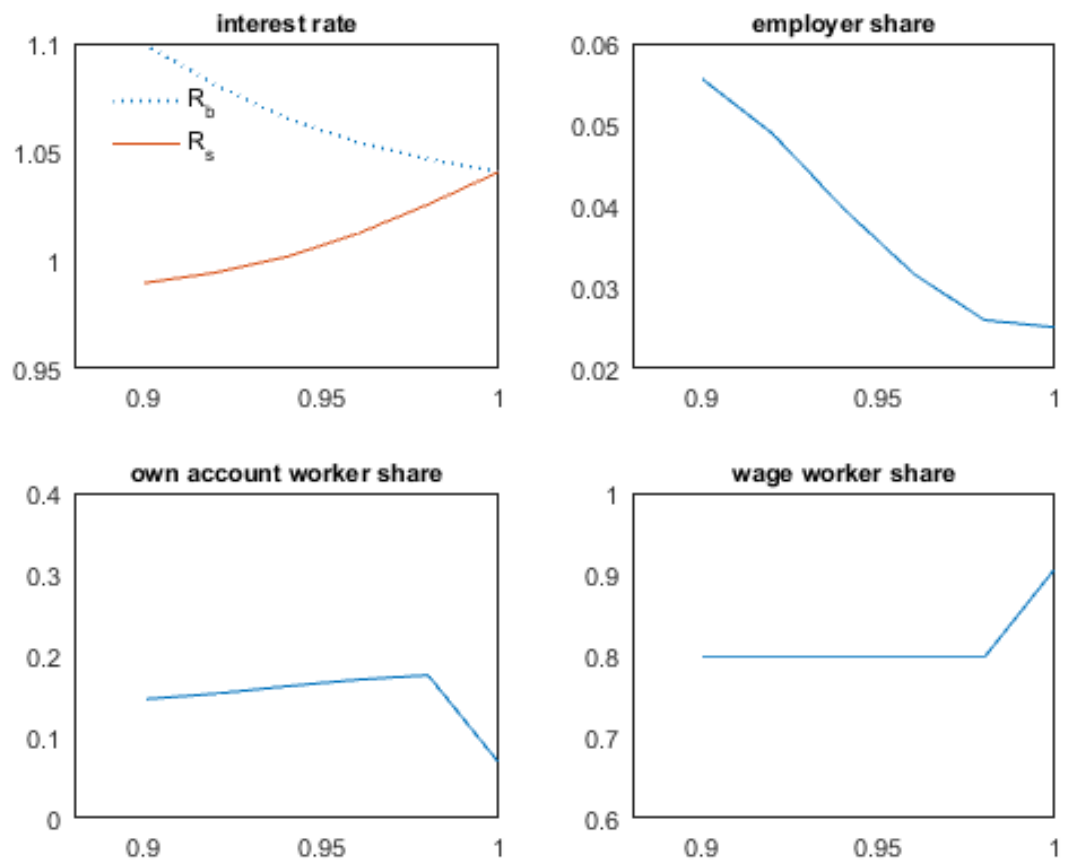 interest rate
1.1
1.05
1
0.95
R_b
R_s
0.9 0.95 1
employer share
0.06
0.05
0.04
0.03
0.02
0.9 0.95 1
own account worker share
0.4
0.3
0.2
0.1
0
0.9 0.95 1
wage worker share
1
0.9
0.8
0.7
0.6
0.9 0.95 1